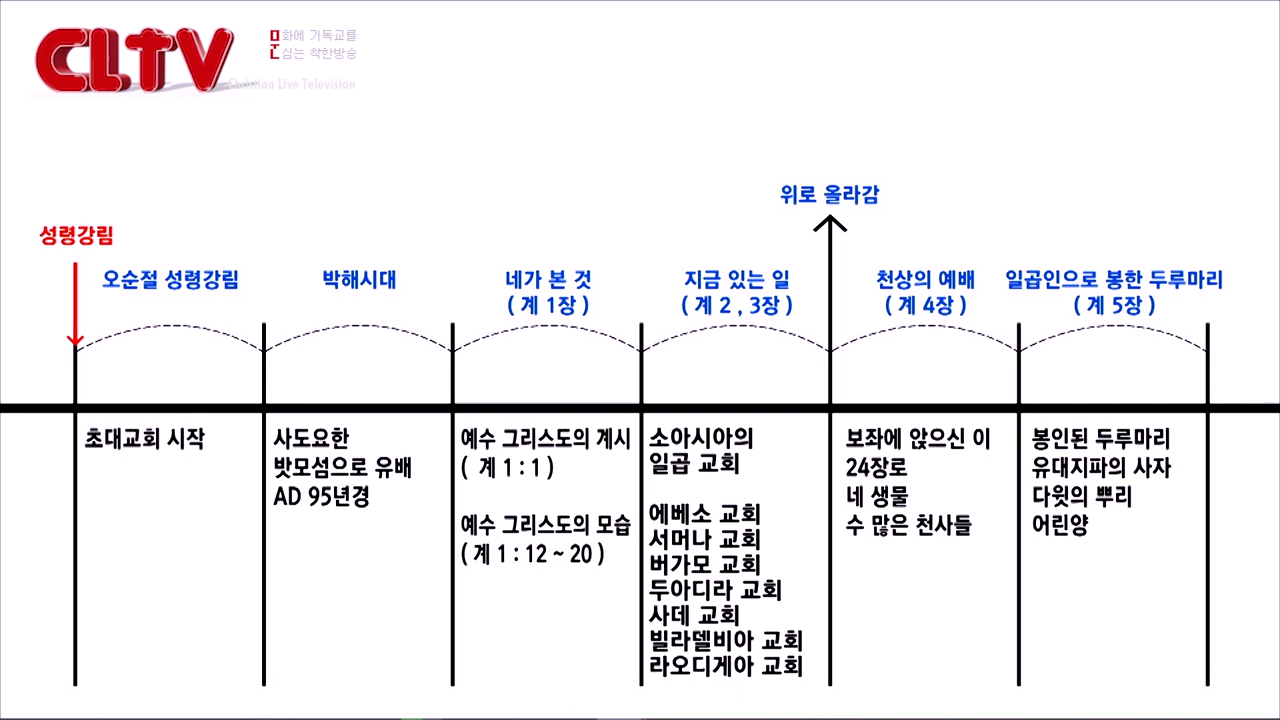 CLTV
문화에 기독교를
심는 착한방송
Christian Live Television
위로 올라감
성령강림
오순절 성령강림
박해시대
네가 본 것
( 계 1장 )
지금 있는 일
( 계 2 , 3장 )
천상의 예배
( 계 4장 )
일곱인으로 봉한 두루마리
( 계 5장 )
초대교회 시작
사도요한
밧모섬으로 유배
AD 95년경
예수 그리스도의 계시
( 계 1 : 1 )
예수 그리스도의 모습
( 계 1 : 12 ~ 20 )
소아시아의
일곱 교회
에베소 교회
서머나 교회
버가모 교회
두아디라 교회
사데 교회
빌라델비아 교회
라오디게아 교회
보좌에 앉으신 이
24장로
네 생물
수 많은 천사들
봉인된 두루마리
유대지파의 사자
다윗의 뿌리
어린양